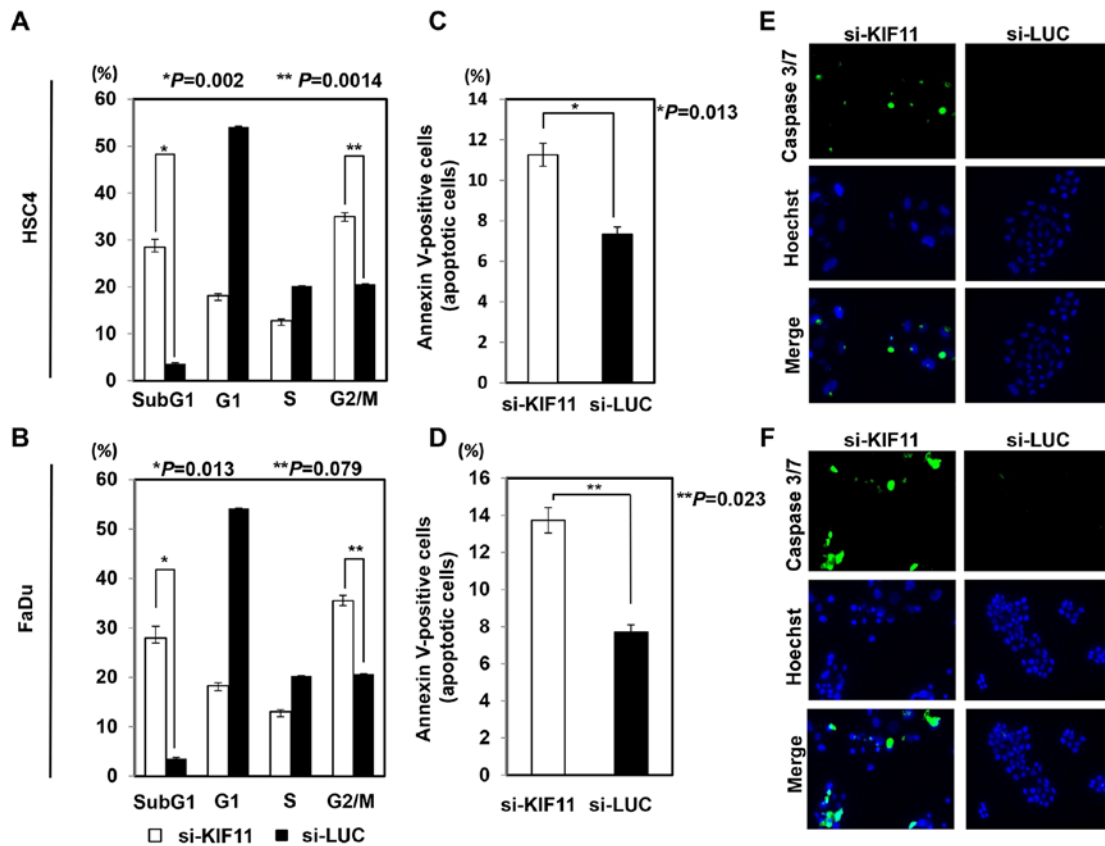 A
HSC4
(%)
*P=0.002 ** P=0.0014
60
50
40
30
20
10
0
* **
SubG1 G1 S G2/M
B
FaDu
(%)
*P=0.013 **P=0.079
60
50
40
30
20
10
0
* **
SubG1 G1 S G2/M
si-KIF11 si-LUC
C
(%)
Annexin V-positive cells
(apoptotic cells)
14
12
10
8
6
4
2
0
*
*P=0.013
si-KIF11 si-LUC
D
(%)
Annexin V-positive cells
(apoptotic cells)
16
14
12
10
8
6
4
2
0
**
**P=0.023
si-KIF11 si-LUC
E
si-KIF11 si-LUC
Caspase 3/7
Hoechst
Merge
F
si-KIF11 si-LUC
Caspase 3/7
Hoechst
Merge